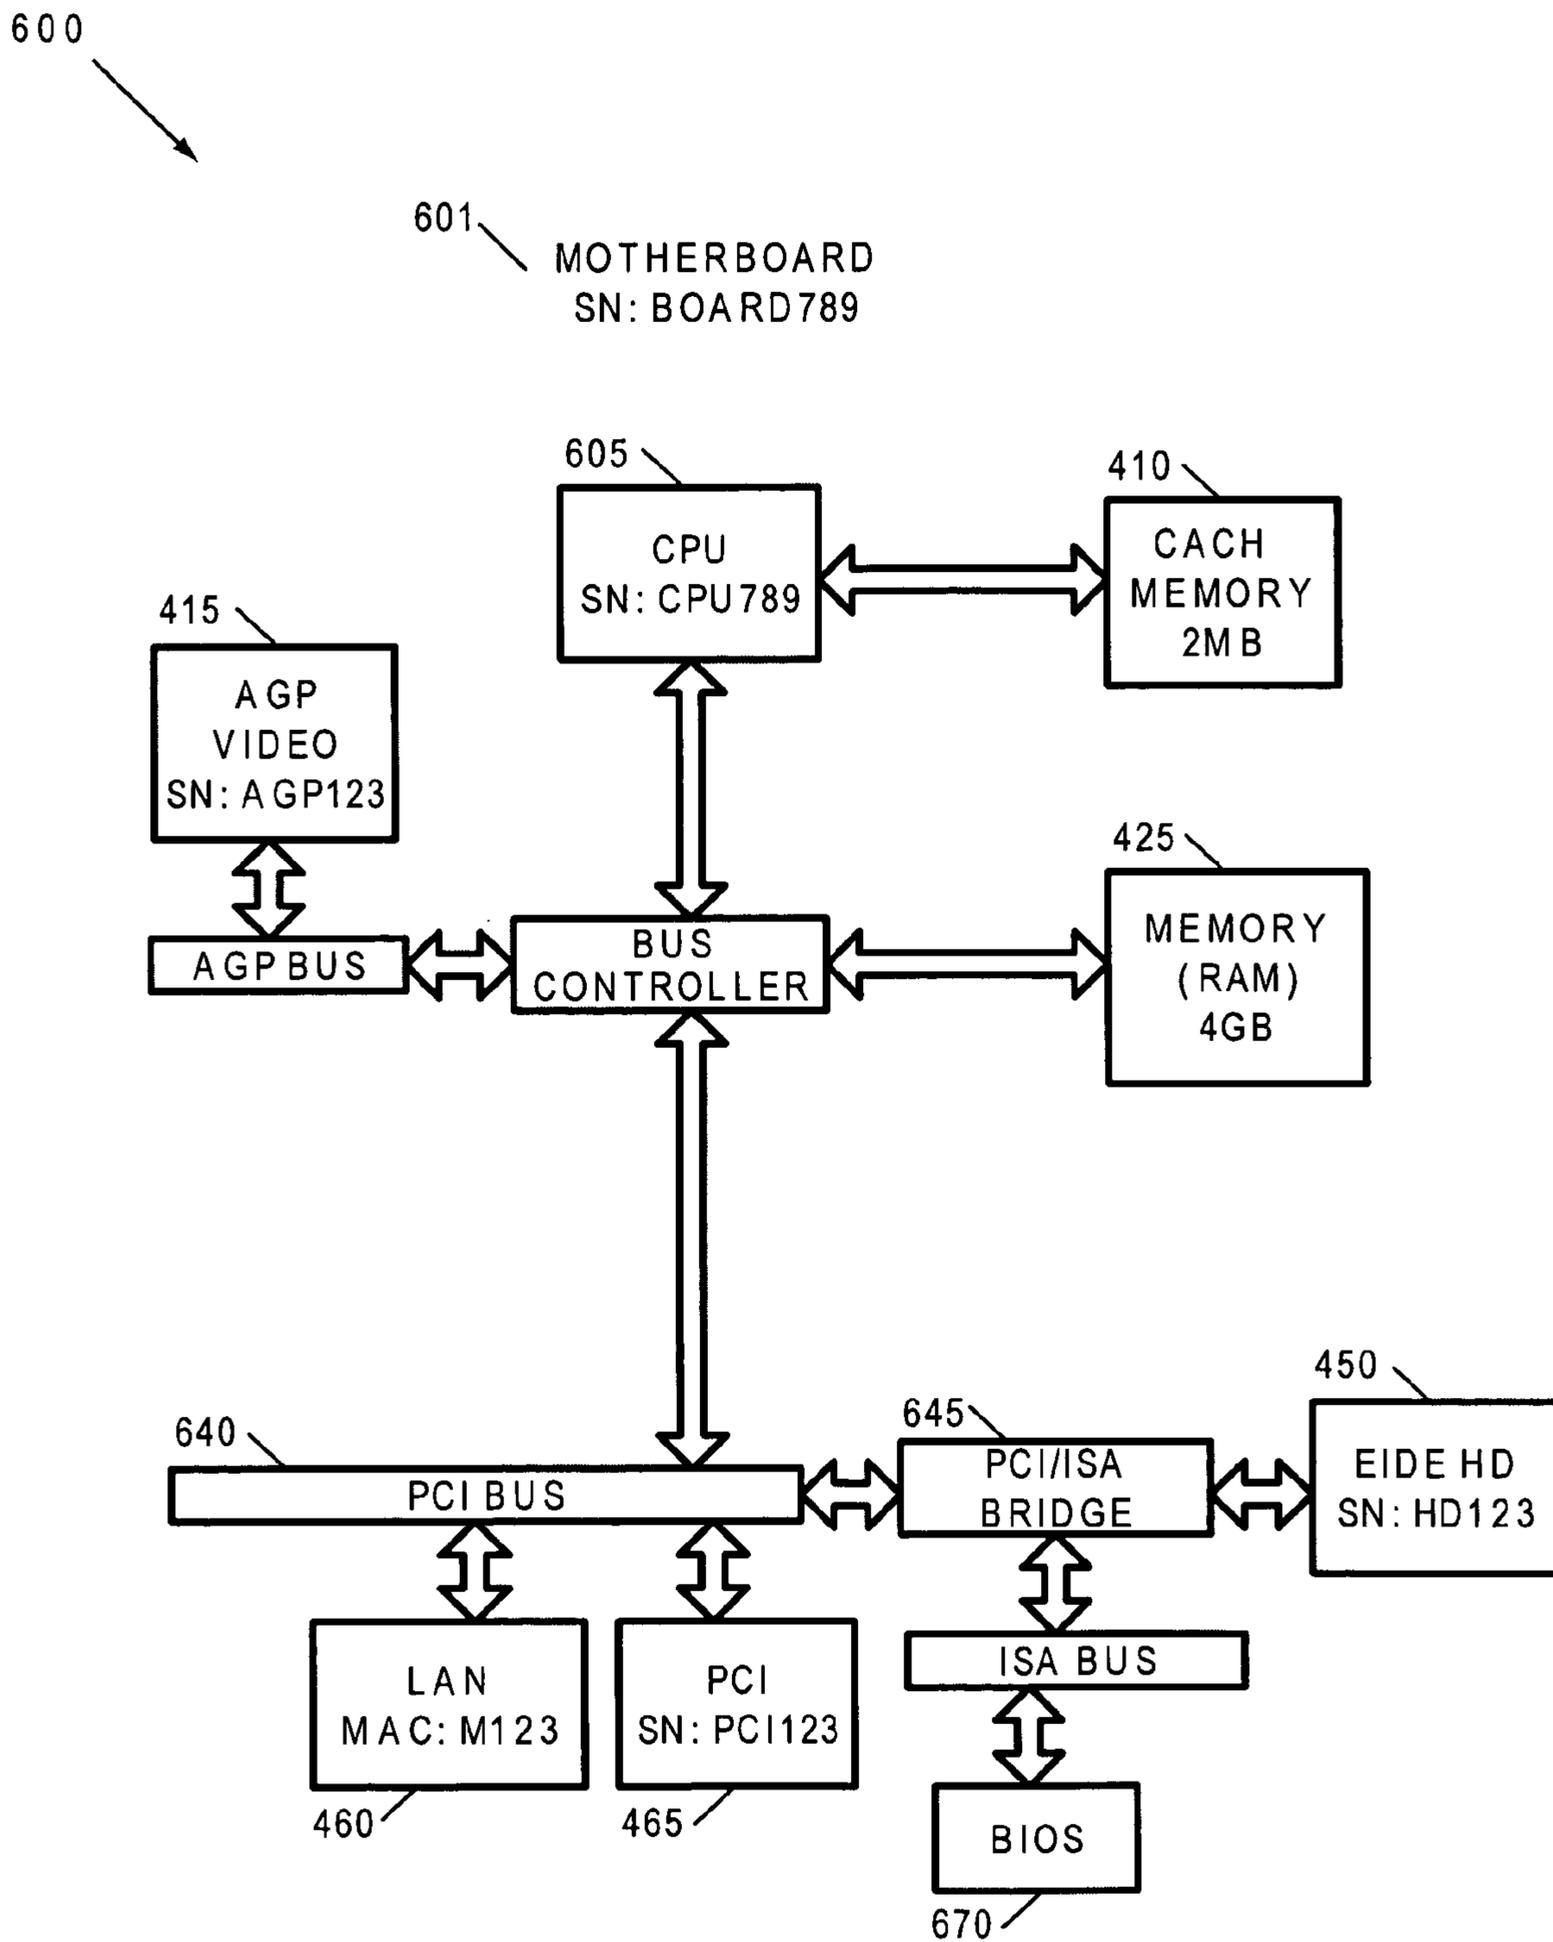 600
601
MOTHERBOARD
SN: BOARD789
605
CPU
SN: CPU789
410
CACH
MEMORY
2MB
415
AGP
VIDEO
SN: AGP123
425
MEMORY
(RAM)
4GB
AGP BUS
BUS
CONTROLLER
450
EIDE HD
SN: HD123
640
PCI BUS
645
PCI/ISA
BRIDGE
LAN
MAC: M123
460
PCI
SN: PCI123
465
ISA BUS
BIOS
670